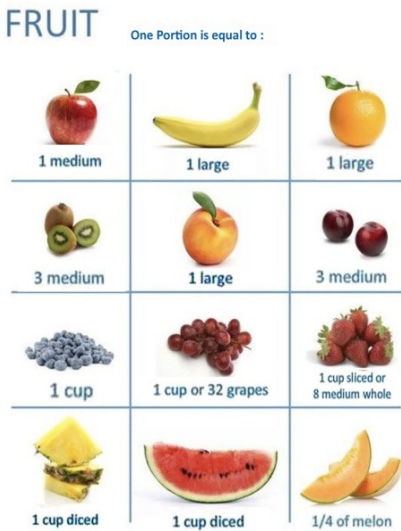 FRUIT
One Portion is equal to :
1 medium
1 large
1 large
3 medium
1 large
3 medium
1 cup
1 cup or 32 grapes
1 cup sliced or
8 medium whole
1 cup diced
1 cup diced
1/4 of melon